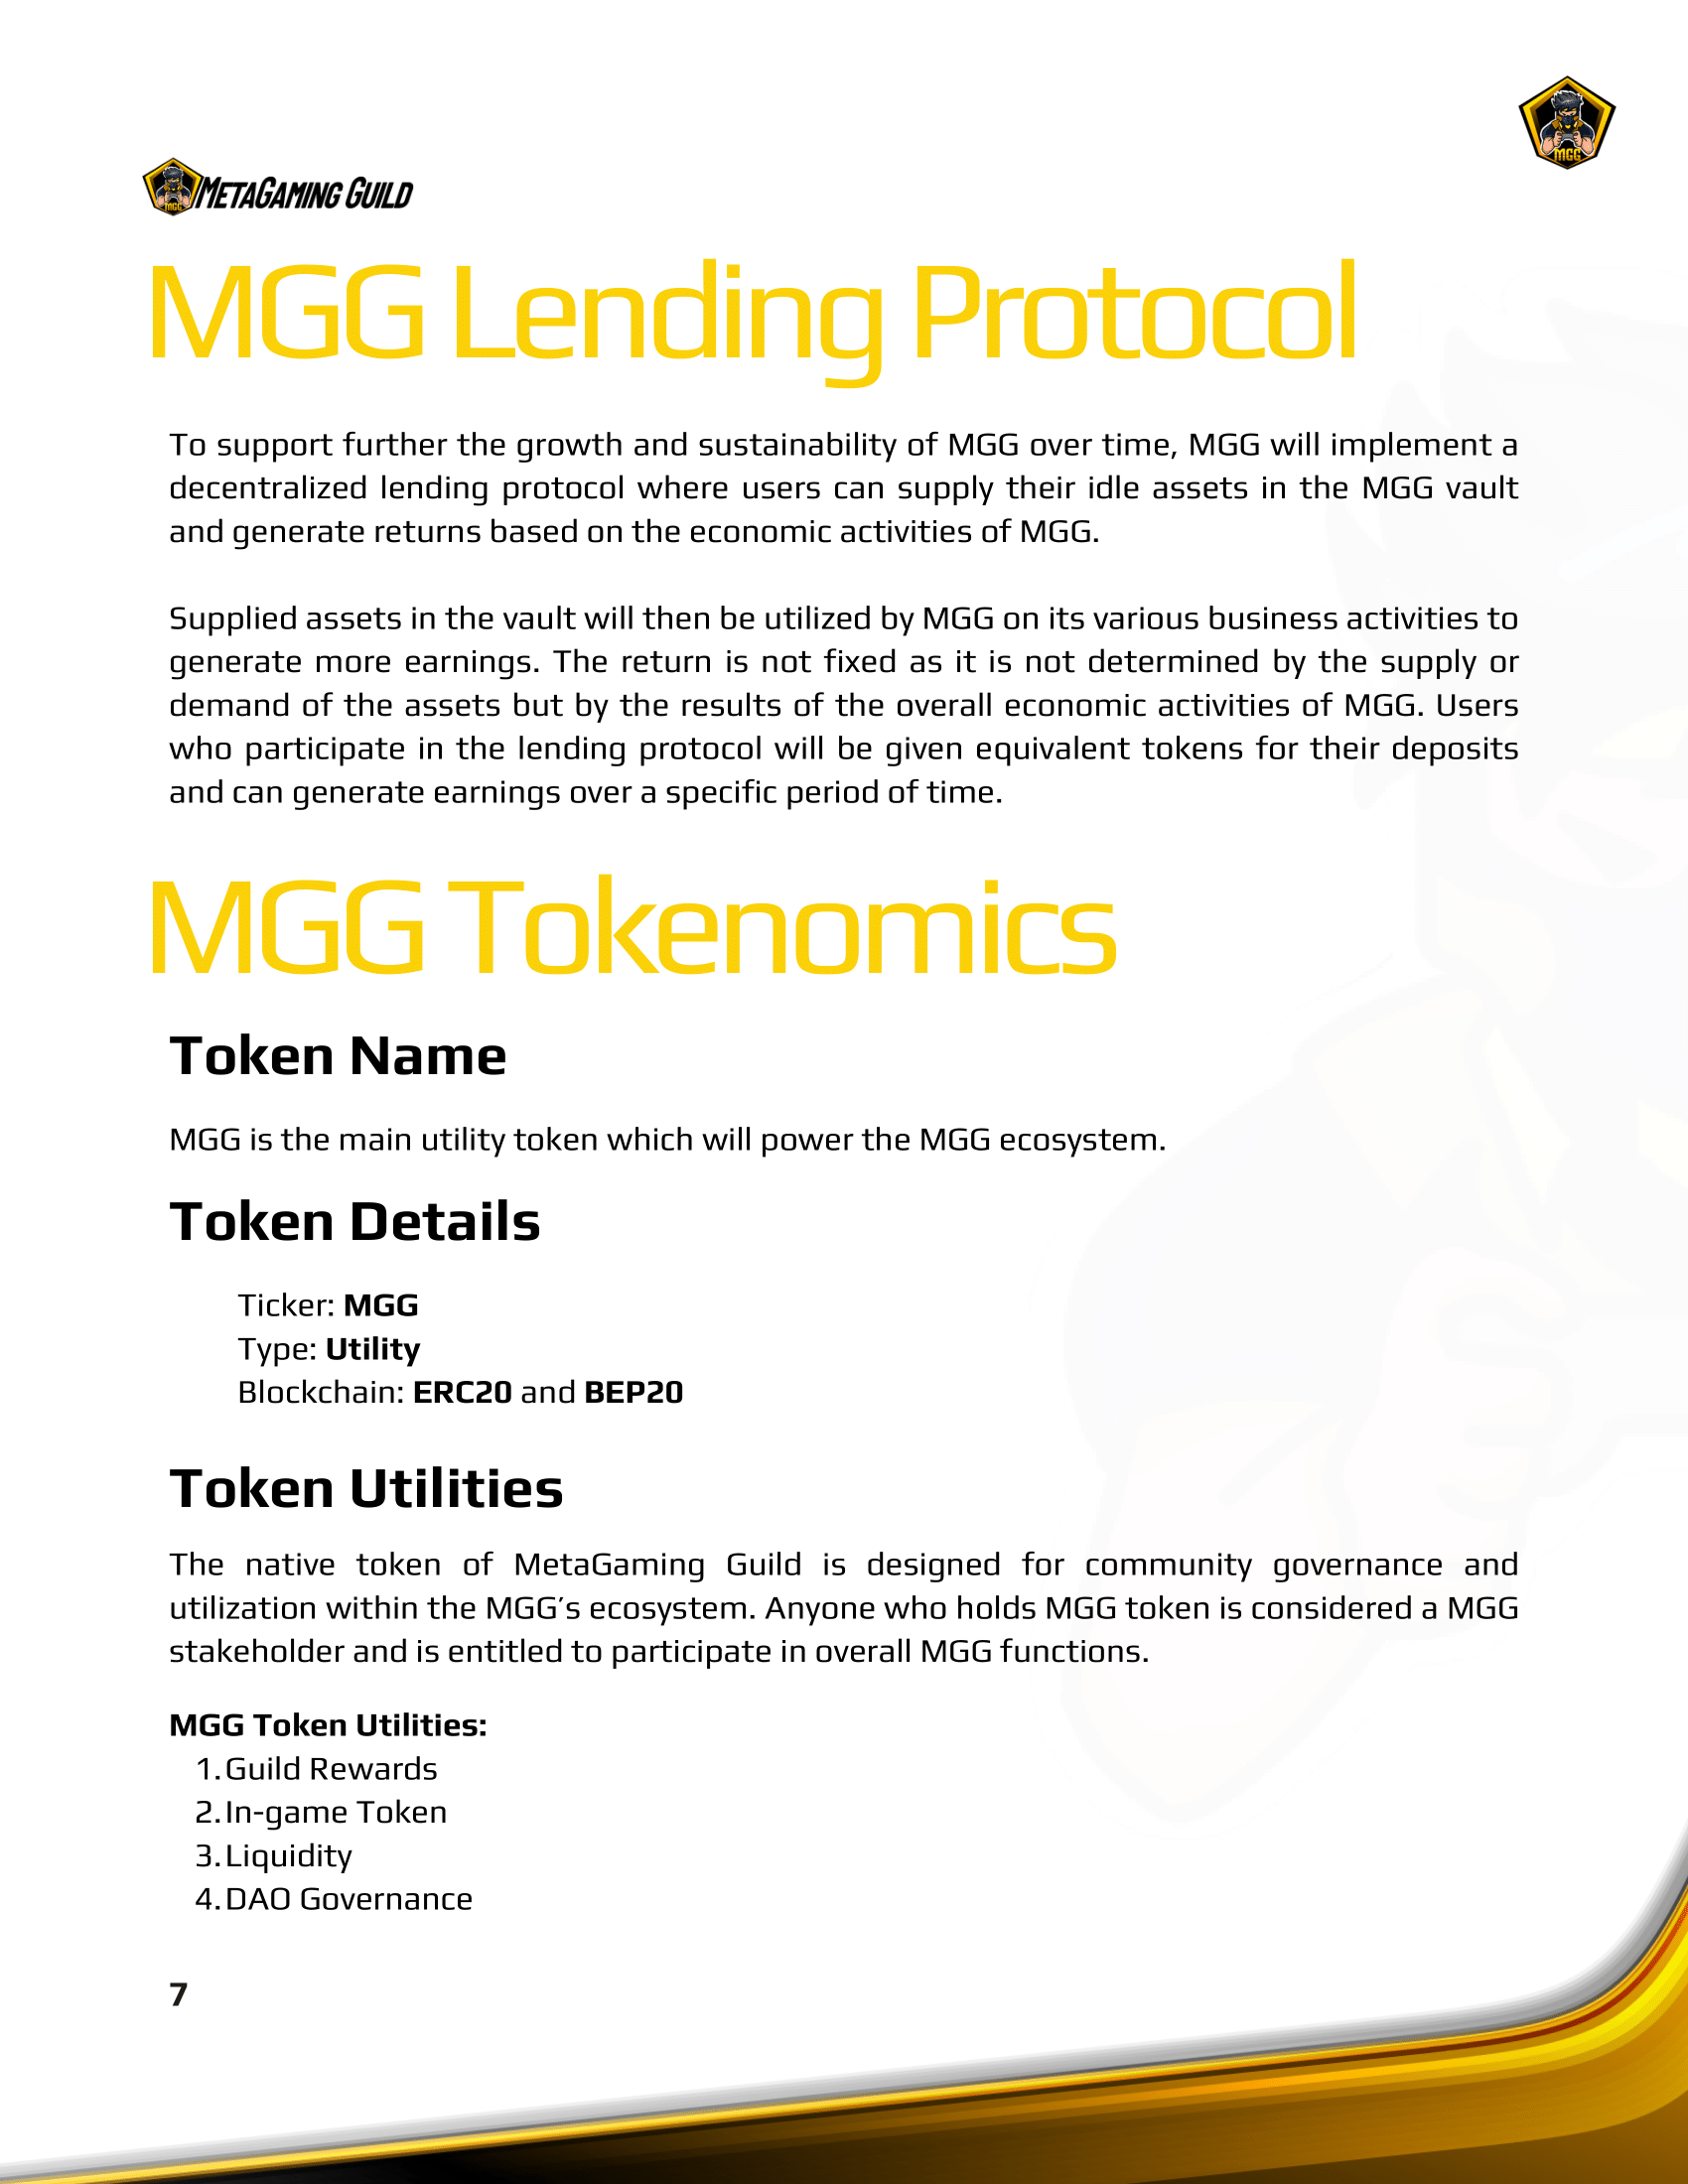 MGG
MGG
METAGAMING GUILD
MGG Lending Protocol
To support further the growth and sustainability of MGG over time, MGG will implement a
decentralized lending protocol where users can supply their idle assets in the MGG vault
and generate returns based on the economic activities of MGG.
Supplied assets in the vault will then be utilized by MGG on its various business activities to
generate more earnings. The return is not fixed as it is not determined by the supply or
demand of the assets but by the results of the overall economic activities of MGG. Users
who participate in the lending protocol will be given equivalent tokens for their deposits
and can generate earnings over a specific period of time.
MGG Tokenomics
Token Name
MGG is the main utility token which will power the MGG ecosystem.
Token Details
Ticker: MGG
Type: Utility
Blockchain: ERC20 and BEP20
Token Utilities
The native token of MetaGaming Guild is designed for community governance and
utilization within the MGG’s ecosystem. Anyone who holds MGG token is considered a MGG
stakeholder and is entitled to participate in overall MGG functions.
MGG Token Utilities:
1. Guild Rewards
2. In-game Token
3. Liquidity
4. DAO Governance
7